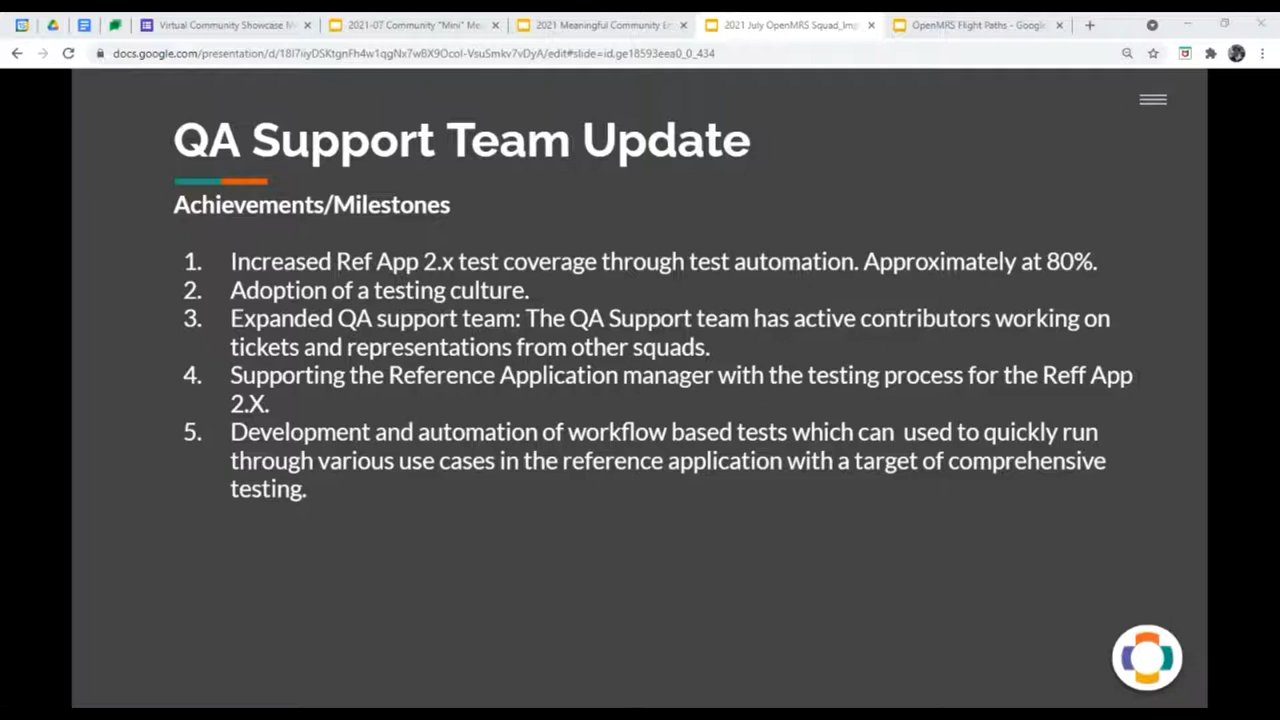 Virtual Community Showcase M
2021-07 Community "Mini" Me
2021 Meaningful Community E
2021 July OpenMRS Squad_Imp
OpenMRS Flight Paths - Google
docs.google.com/presentation/d/18I7iiyDSKtgnFh4w1qgNx7wBX9OcoI-VsuSmkv7vDyA/edit#slide=id.ge18593eea0_0_434
QA Support Team Update
Achievements/Milestones
1. Increased Ref App 2.x test coverage through test automation. Approximately at 80%.
2. Adoption of a testing culture.
3. Expanded QA support team: The QA Support team has active contributors working on
tickets and representations from other squads.
4. Supporting the Reference Application manager with the testing process for the Reff App
2.X.
5. Development and automation of workflow based tests which can used to quickly run
through various use cases in the reference application with a target of comprehensive
testing.